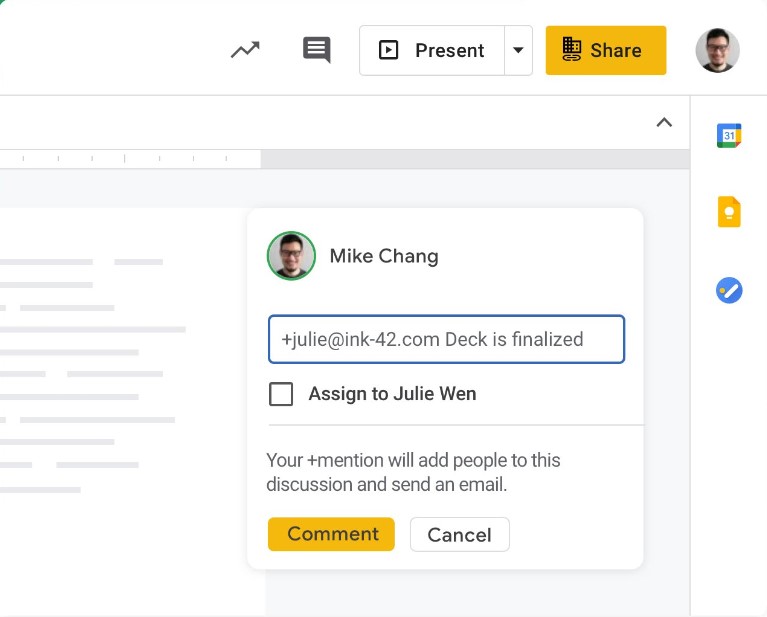 Present
Share
31
Mike Chang
+julie@ink-42.com Deck is finalized
Assign to Julie Wen
Your +mention will add people to this
discussion and send an email.
Comment
Cancel